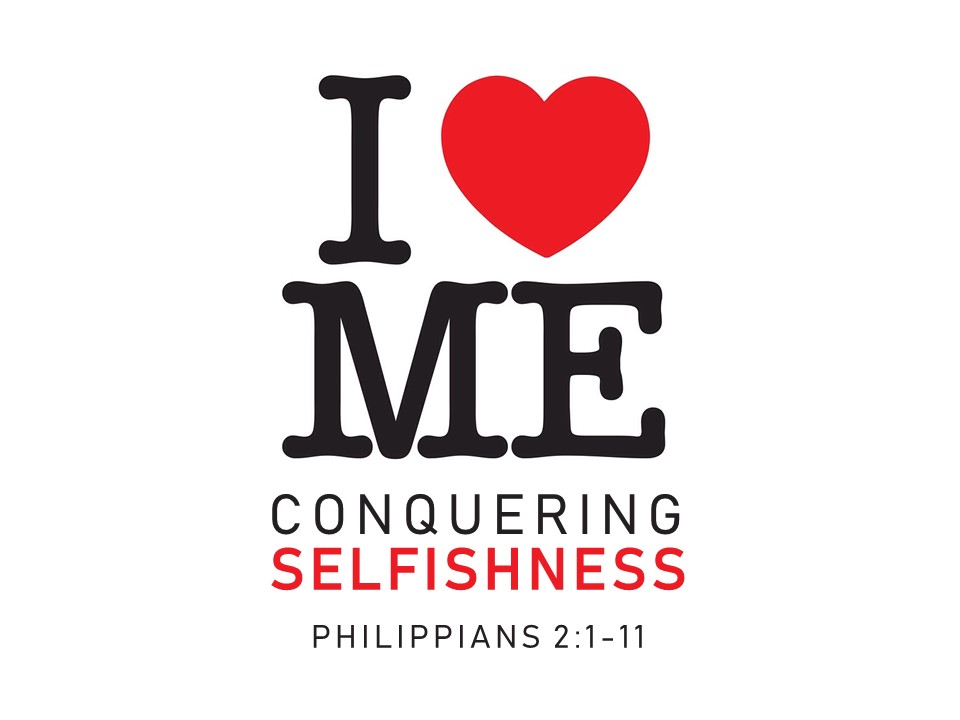 I ❤
ME
CONQUERING
SELFISHNESS
PHILIPPIANS 2:1-11